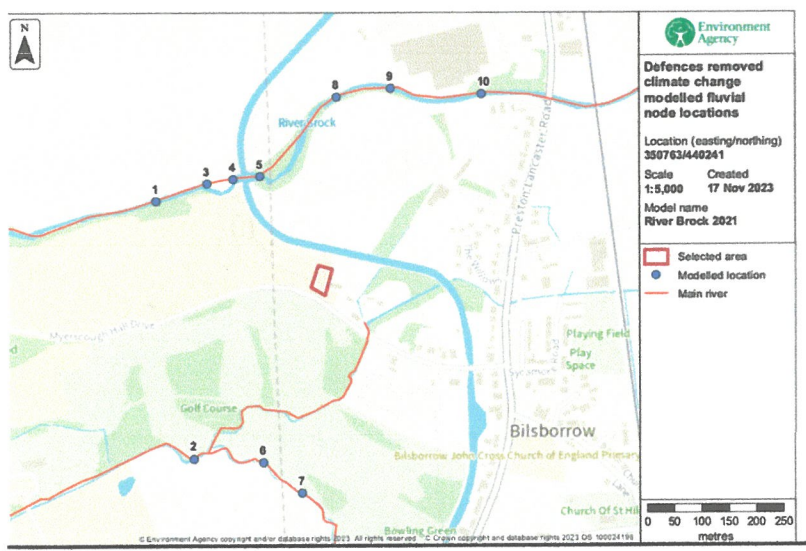 N
Environment
Agency
Defences removed
climate change
modelled fluvial
node locations
Location (easting/northing)
350763/440241
Scale Created
1:5,000 17 Nov 2023
Model name
River Brock 2021
Selected area
Modelled location
Main river
0 50 100 150 200 250
metres
1
3
4
5
8
9
10
2
6
7
River Brock
Preston Lancaster Road
Myerscough Hall Drive
Golf Course
Playing Field
Play
Space
Sycamore Road
Bilsborrow
Bilsborrow John Cross Church of England Primary
Lane
Church Of St Hil
Bowling Green
© Environment Agency copyright and/or database rights 2023. All rights reserved. © Crown copyright and database rights 2023 OS 100024198